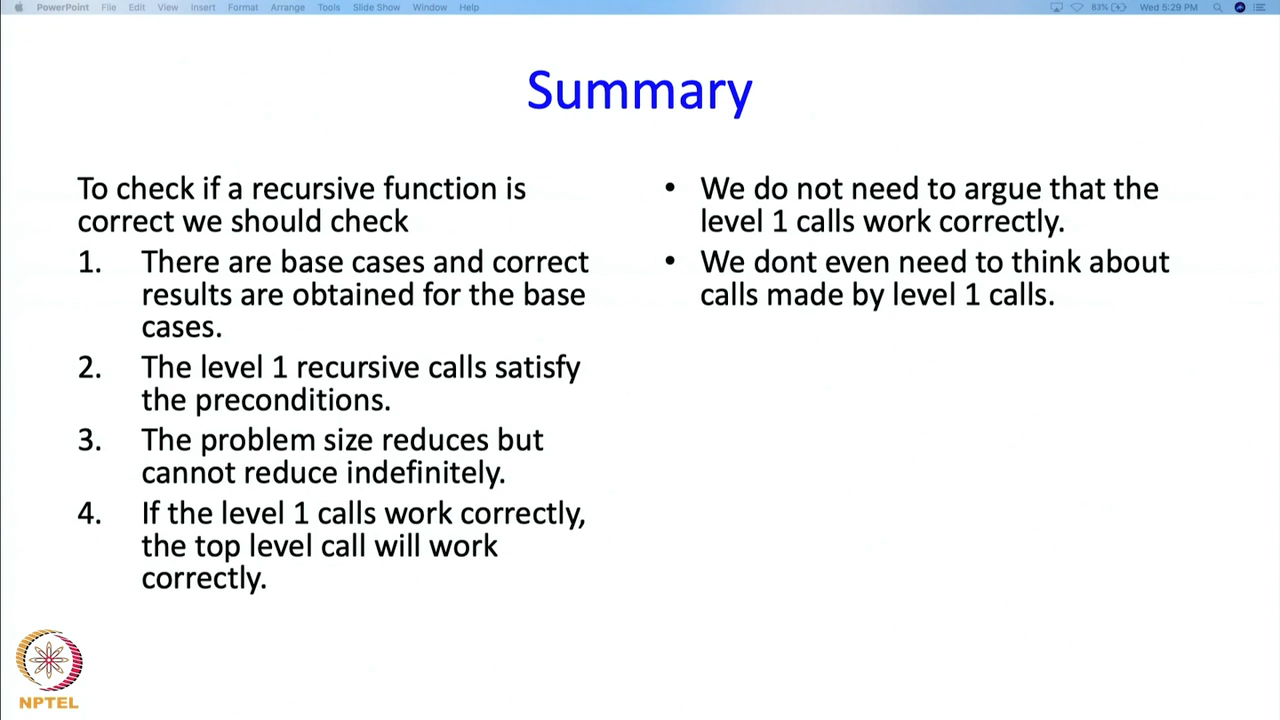 PowerPoint File Edit View Insert Format Arrange Tools Slide Show Window Help 83% Wed 5:29 PM
Summary
To check if a recursive function is
correct we should check
1. There are base cases and correct
results are obtained for the base
cases.
2. The level 1 recursive calls satisfy
the preconditions.
3. The problem size reduces but
cannot reduce indefinitely.
4. If the level 1 calls work correctly,
the top level call will work
correctly.
• We do not need to argue that the
level 1 calls work correctly.
• We dont even need to think about
calls made by level 1 calls.
NPTEL